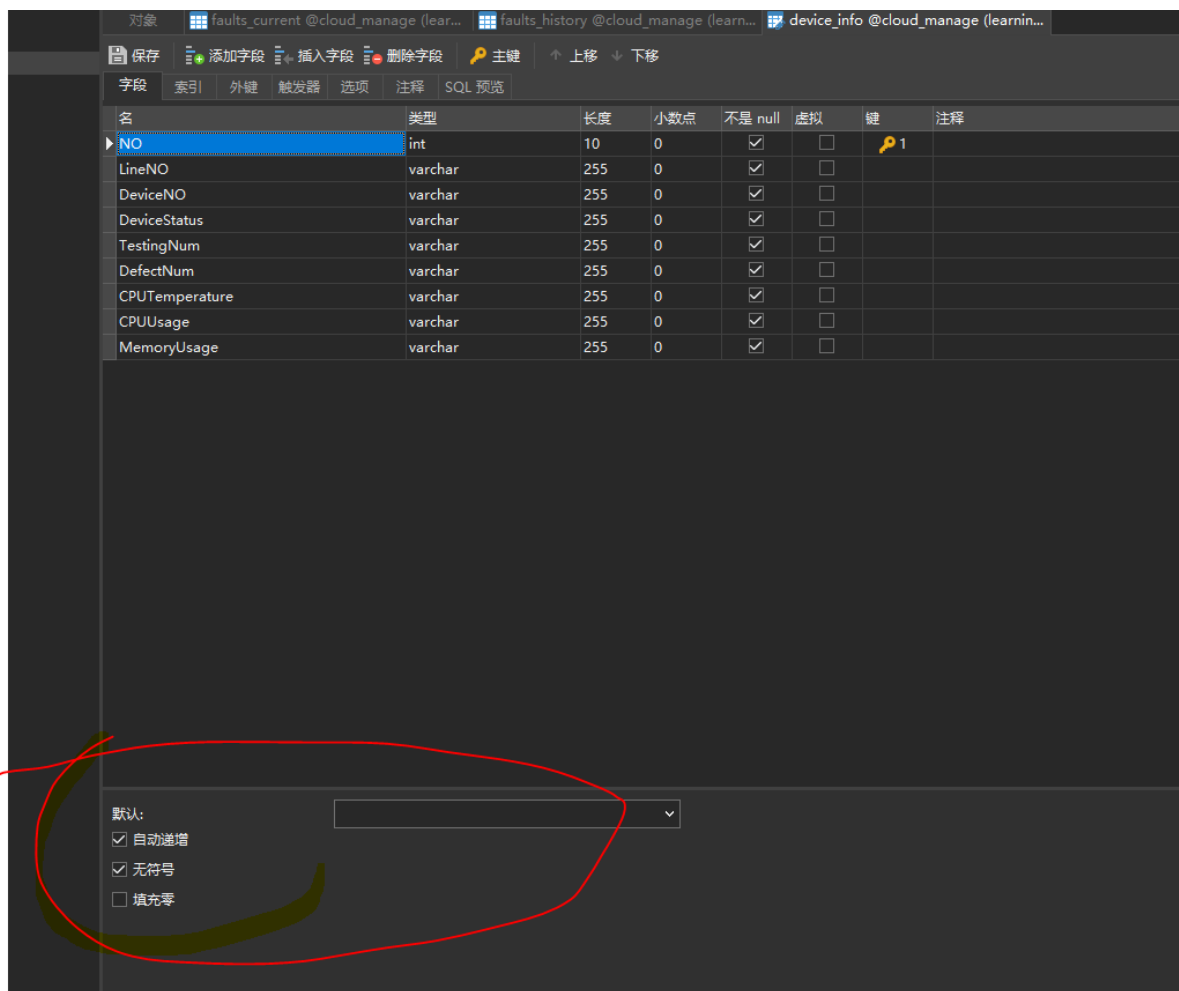 对象 faults_current @cloud_manage (lear... faults_history @cloud_manage (learn... device_info @cloud_manage (learnin...
保存 添加字段 插入字段 删除字段 主键 上移 下移
字段 索引 外键 触发器 选项 注释 SQL 预览
名 类型 长度 小数点 不是 null 虚拟 键 注释
NO int 10 0 1
LineNO varchar 255 0
DeviceNO varchar 255 0
DeviceStatus varchar 255 0
TestingNum varchar 255 0
DefectNum varchar 255 0
CPUTemperature varchar 255 0
CPUUsage varchar 255 0
MemoryUsage varchar 255 0
默认:
自动递增
无符号
填充零